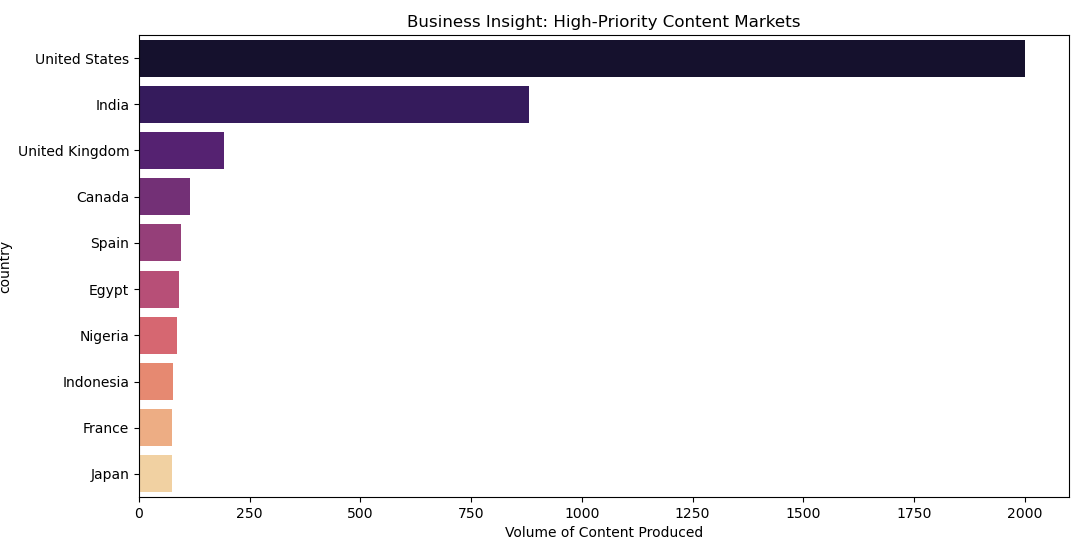 Business Insight: High-Priority Content Markets
country
United States
India
United Kingdom
Canada
Spain
Egypt
Nigeria
Indonesia
France
Japan
0 250 500 750 1000 1250 1500 1750 2000
Volume of Content Produced